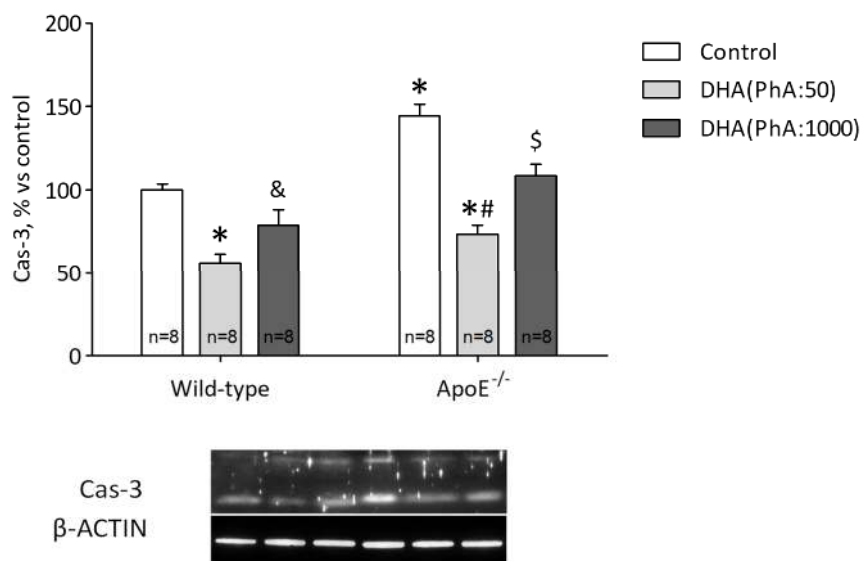 200
150
100
50
0
Cas-3, % vs control
*
&
*
*#
$
n=8 n=8 n=8 n=8 n=8 n=8
Wild-type ApoE-/-
Control
DHA(PhA:50)
DHA(PhA:1000)
Cas-3
β-ACTIN